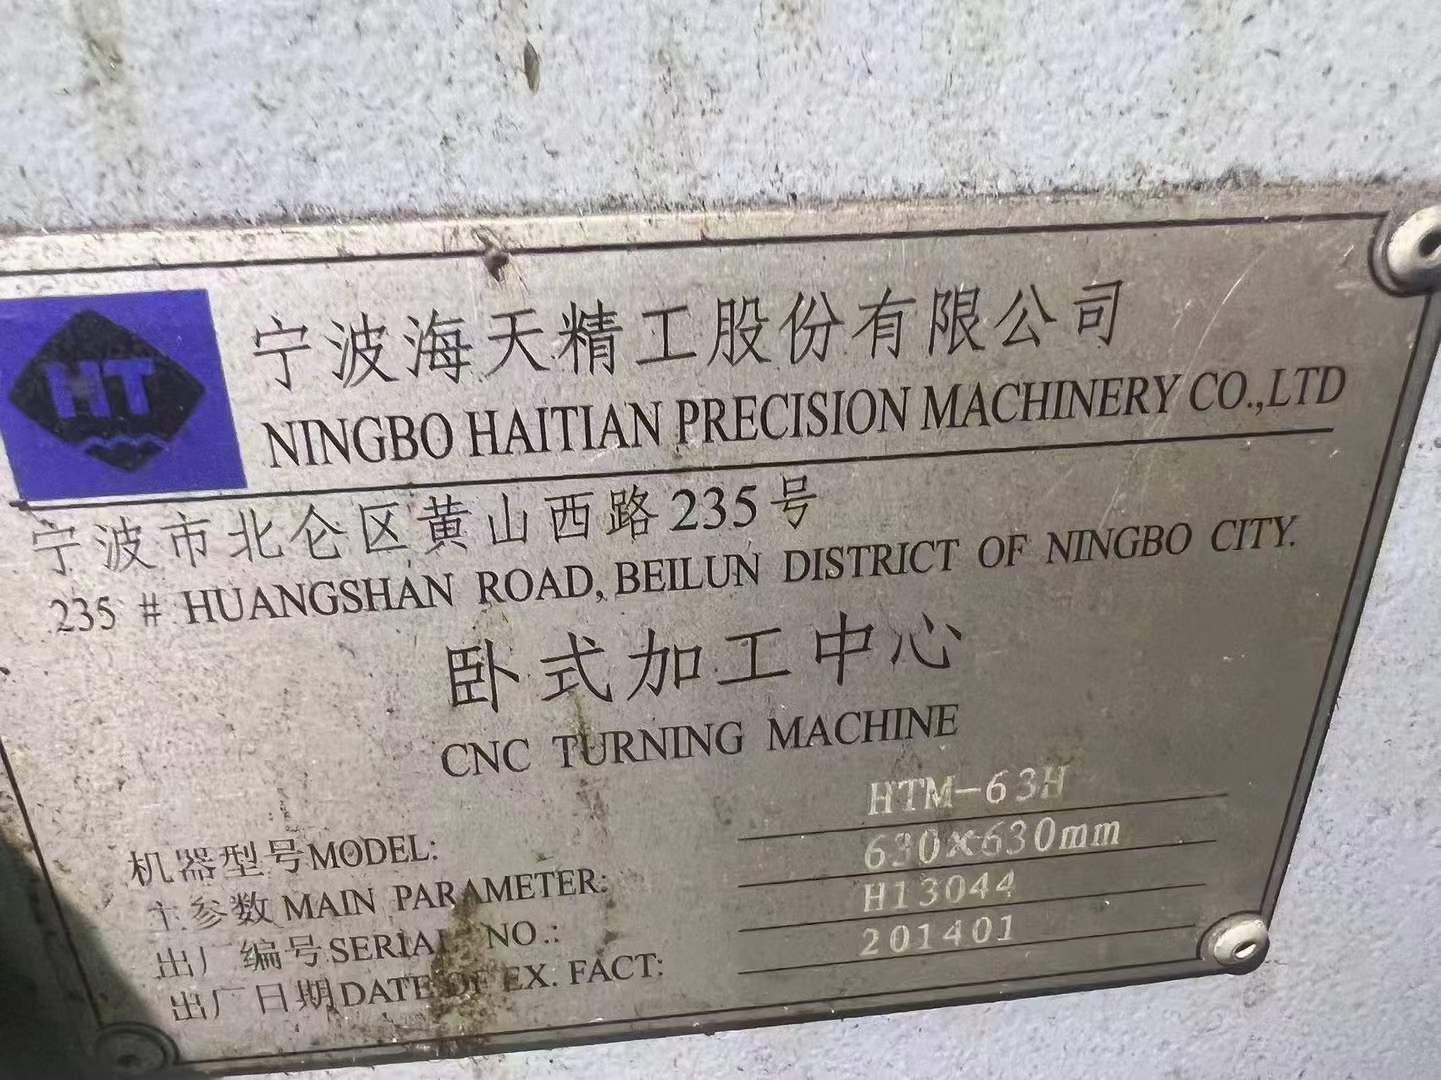 HT
宁波海天精工股份有限公司
NINGBO HAITIAN PRECISION MACHINERY CO.,LTD
宁波市北仑区黄山西路235号
235 # HUANGSHAN ROAD, BEILUN DISTRICT OF NINGBO CITY.
卧式加工中心
CNC TURNING MACHINE
机器型号MODEL: HTM-63H
主参数 MAIN PARAMETER: 630×630mm
出厂编号SERIAL NO.: H13044
出厂日期DATE OF EX. FACT: 201401